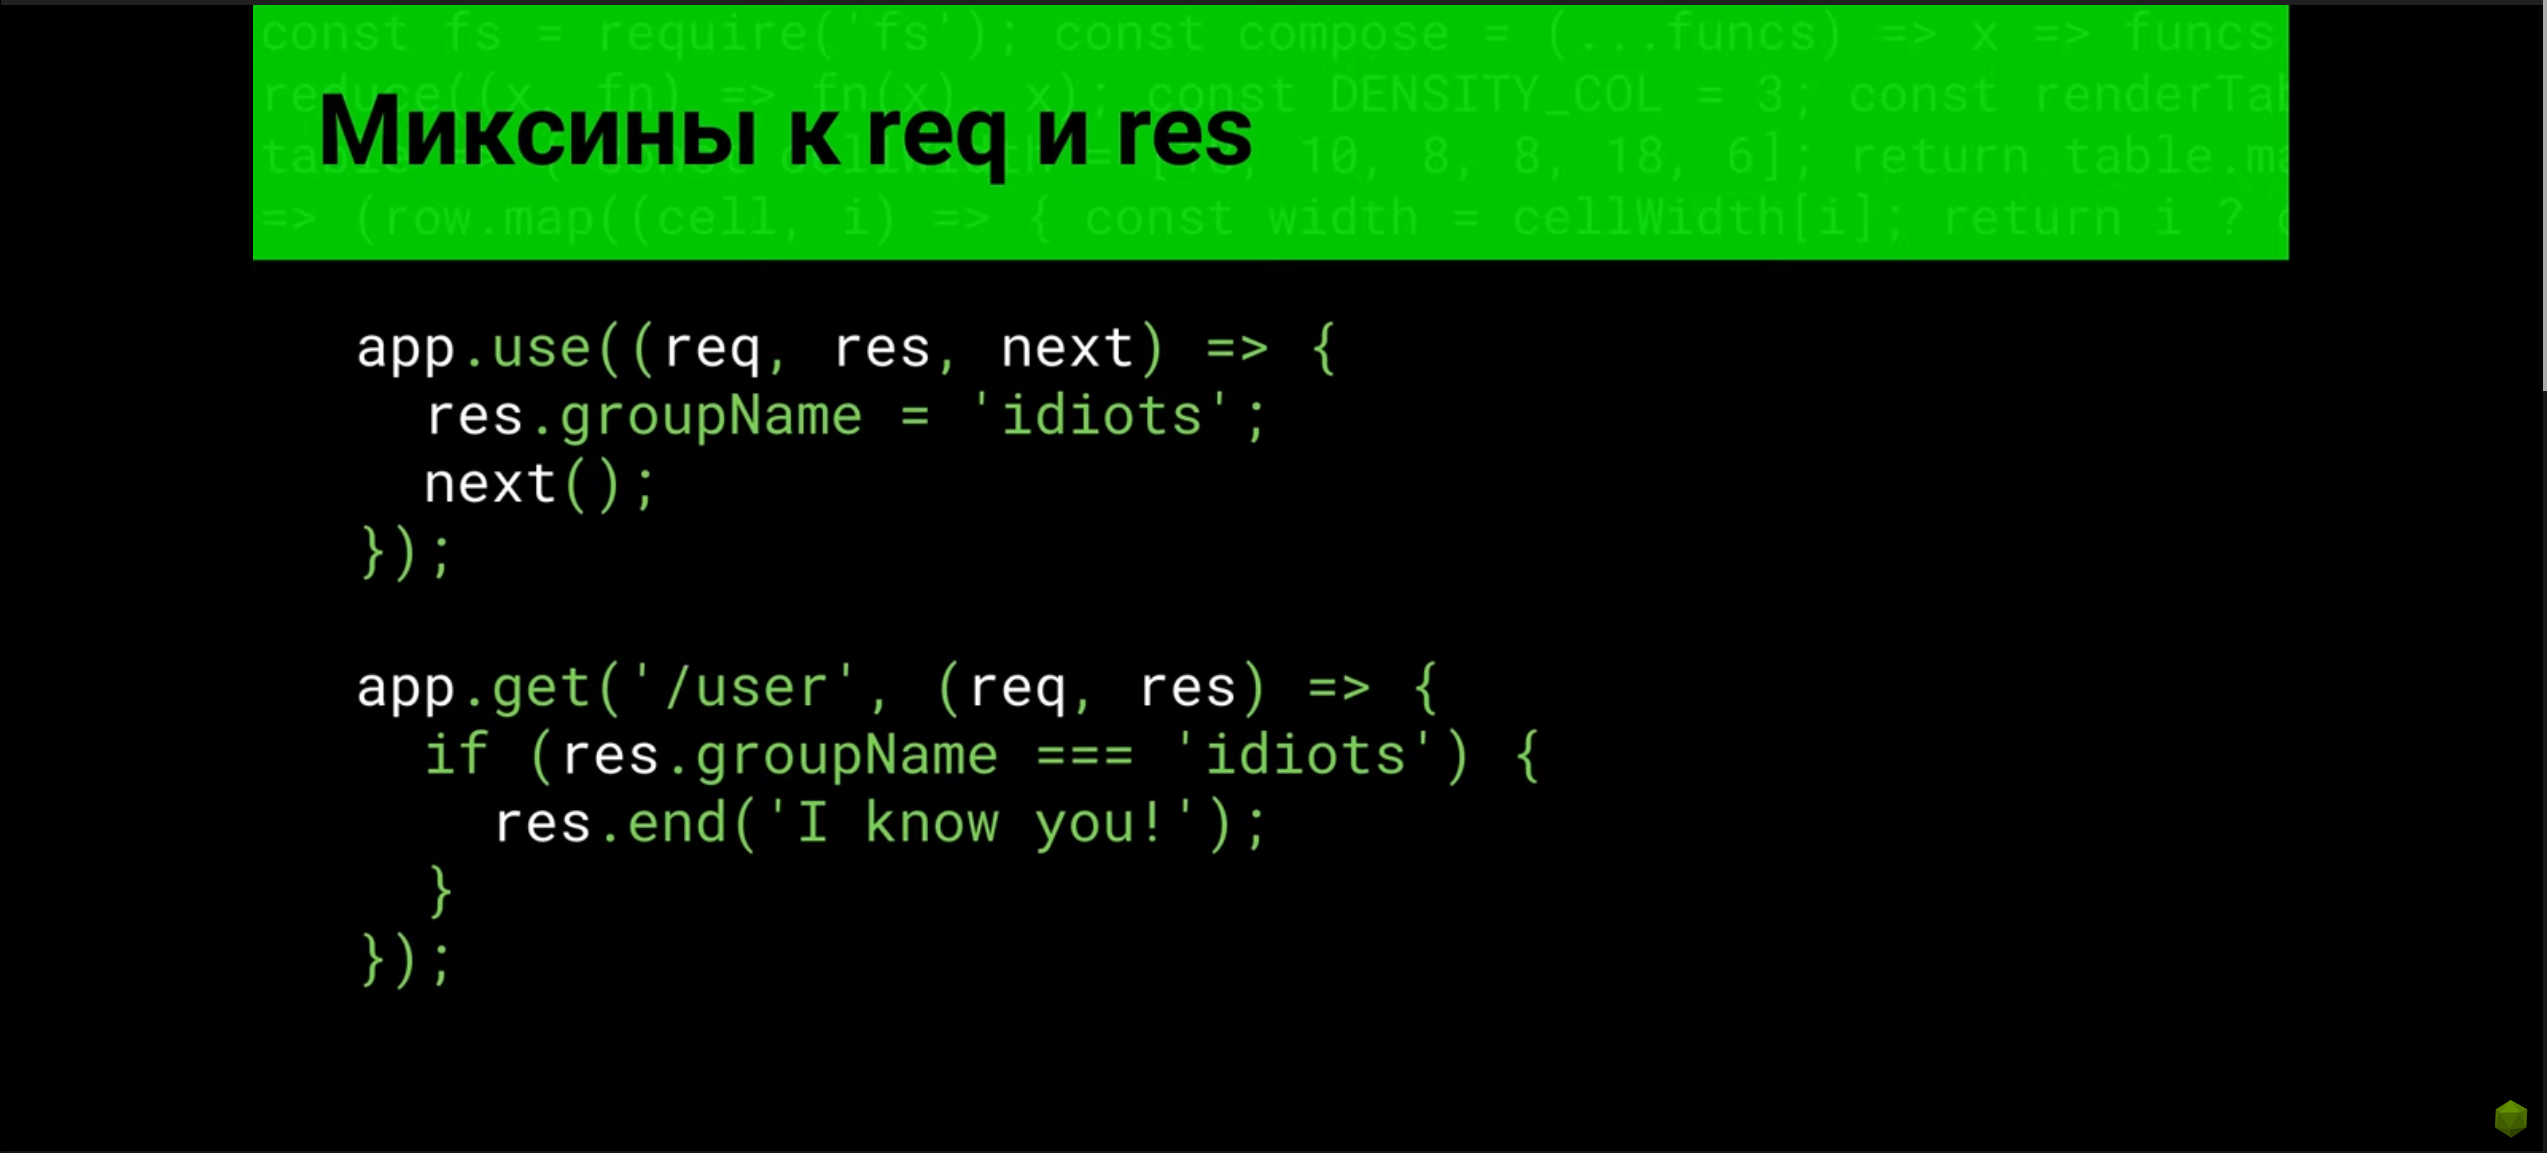 const fs = require('fs'); const compose = (...funcs) => x => funcs
reduce((x, fn) => fn(x), x); const DENSITY_COL = 3; const renderTab
Миксины к req и res
10, 8, 8, 18, 6]; return table.ma
=> (row.map((cell, i) => { const width = cellWidth[i]; return i ? c
app.use((req, res, next) => {
res.groupName = 'idiots';
next();
});
app.get('/user', (req, res) => {
if (res.groupName === 'idiots') {
res.end('I know you!');
}
});